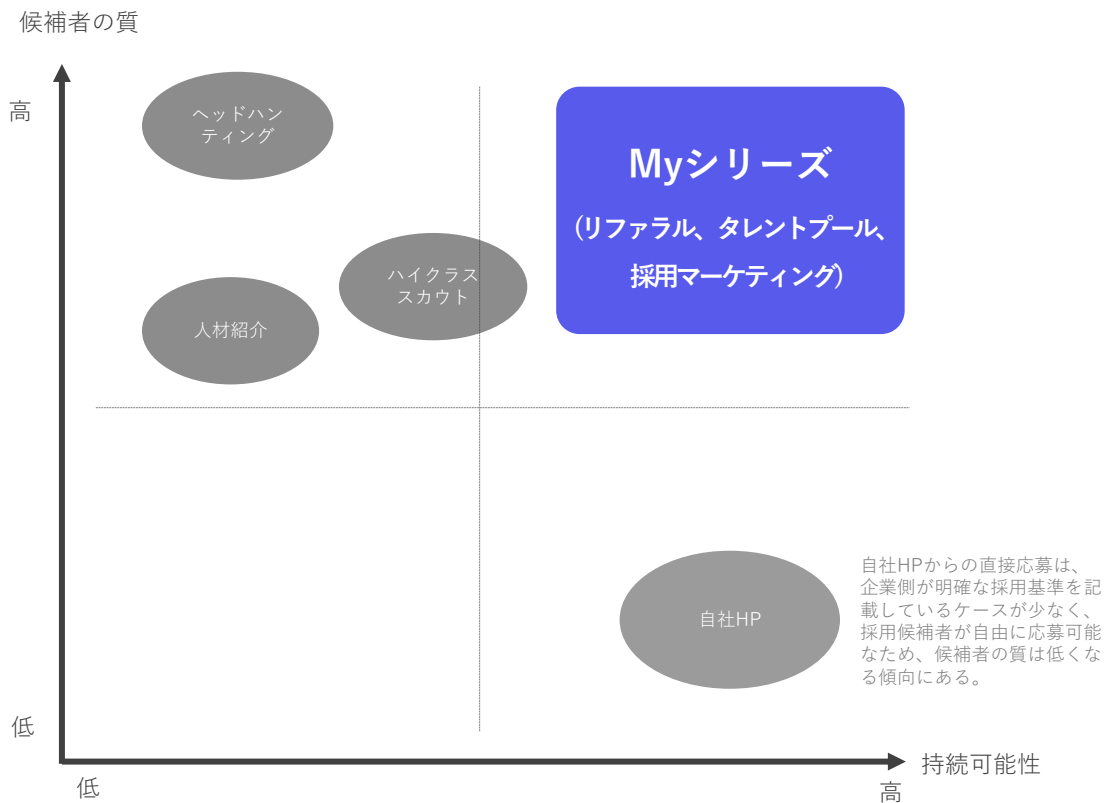 候補者の質
高
ヘッドハン
ティング
Myシリーズ
(リファラル、タレントプール、
採用マーケティング)
ハイクラス
スカウト
人材紹介
自社HP
自社HPからの直接応募は、
企業側が明確な採用基準を記
載しているケースが少なく、
採用候補者が自由に応募可能
なため、候補者の質は低くな
る傾向にある。
低
低
高
持続可能性